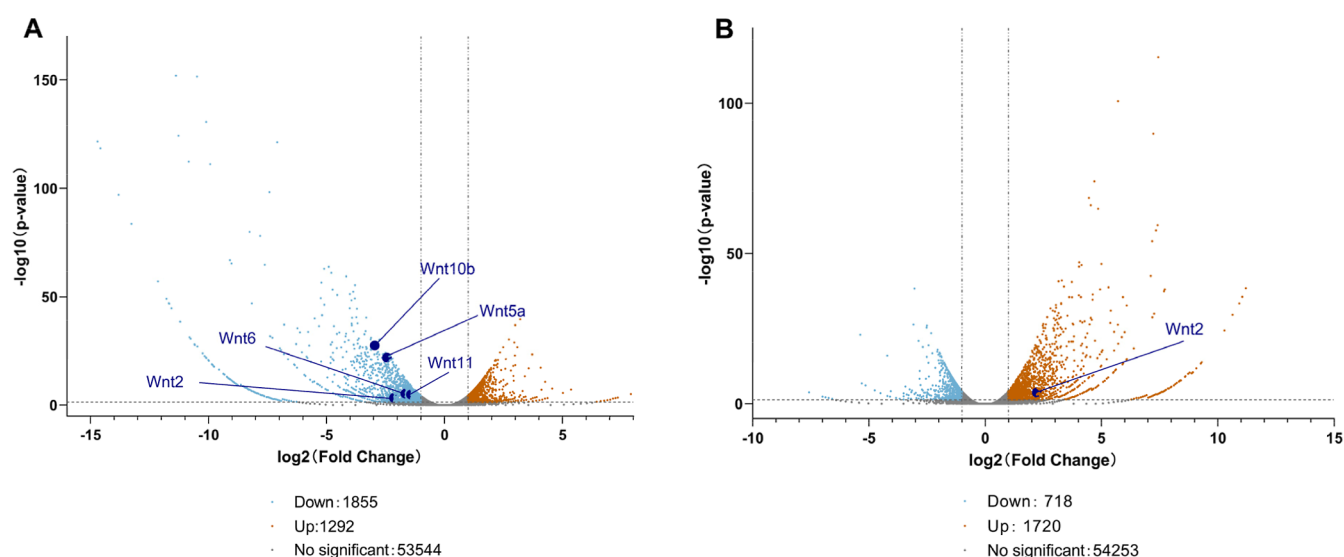 A
B
150
100
50
0
-log10(p-value)
Wnt10b
Wnt5a
Wnt6
Wnt11
Wnt2
-15
-10
-5
0
5
log2(Fold Change)
Down:1855
Up:1292
No significant:53544
100
50
0
-log10(p-value)
Wnt2
-10
-5
0
5
10
15
log2(Fold Change)
Down: 718
Up: 1720
No significant:54253